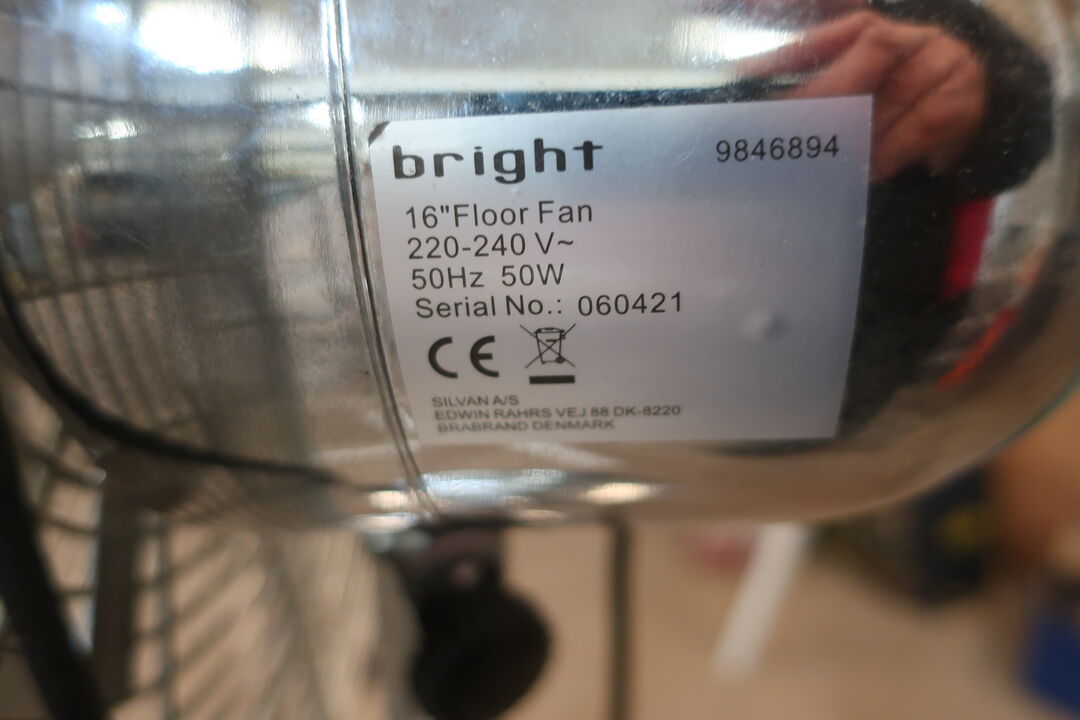 bright 9846894
16"Floor Fan
220-240 V~
50Hz 50W
Serial No.: 060421
CE
SILVAN A/S
EDWIN RAHRS VEJ 88 DK-8220
BRABRAND DENMARK